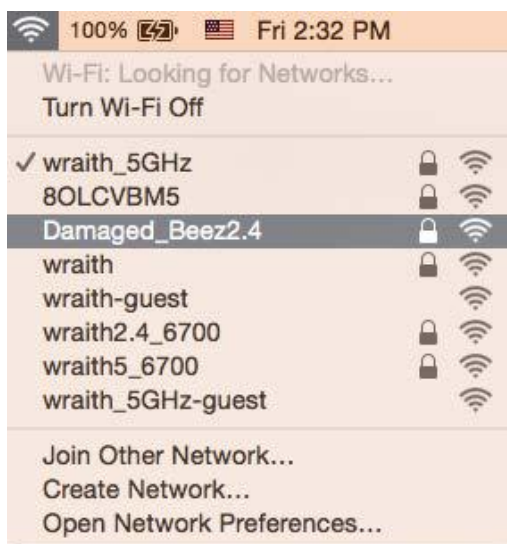 100% Fri 2:32 PM
Wi-Fi: Looking for Networks...
Turn Wi-Fi Off
wraith_5GHz
8OLCVBM5
Damaged_Beez2.4
wraith
wraith-guest
wraith2.4_6700
wraith5_6700
wraith_5GHz-guest
Join Other Network...
Create Network...
Open Network Preferences...